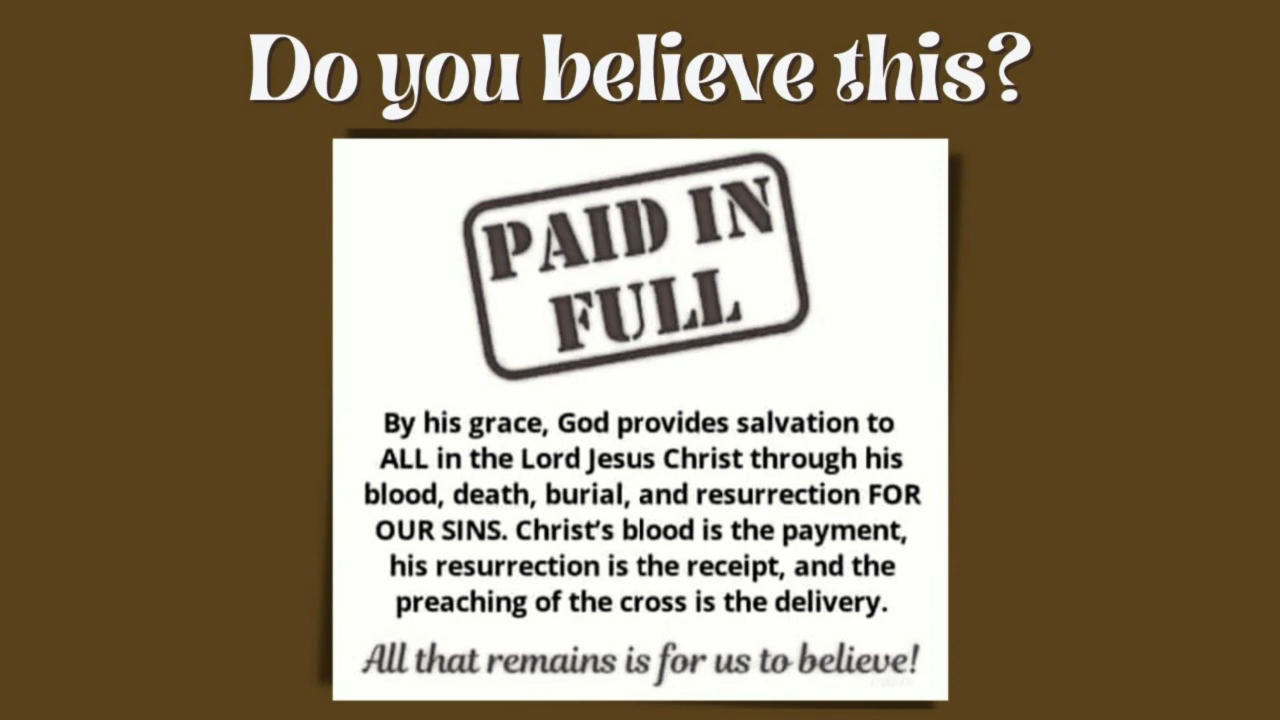 Do you believe this?
PAID IN
FULL
By his grace, God provides salvation to
ALL in the Lord Jesus Christ through his
blood, death, burial, and resurrection FOR
OUR SINS. Christ's blood is the payment,
his resurrection is the receipt, and the
preaching of the cross is the delivery.
All that remains is for us to believe!